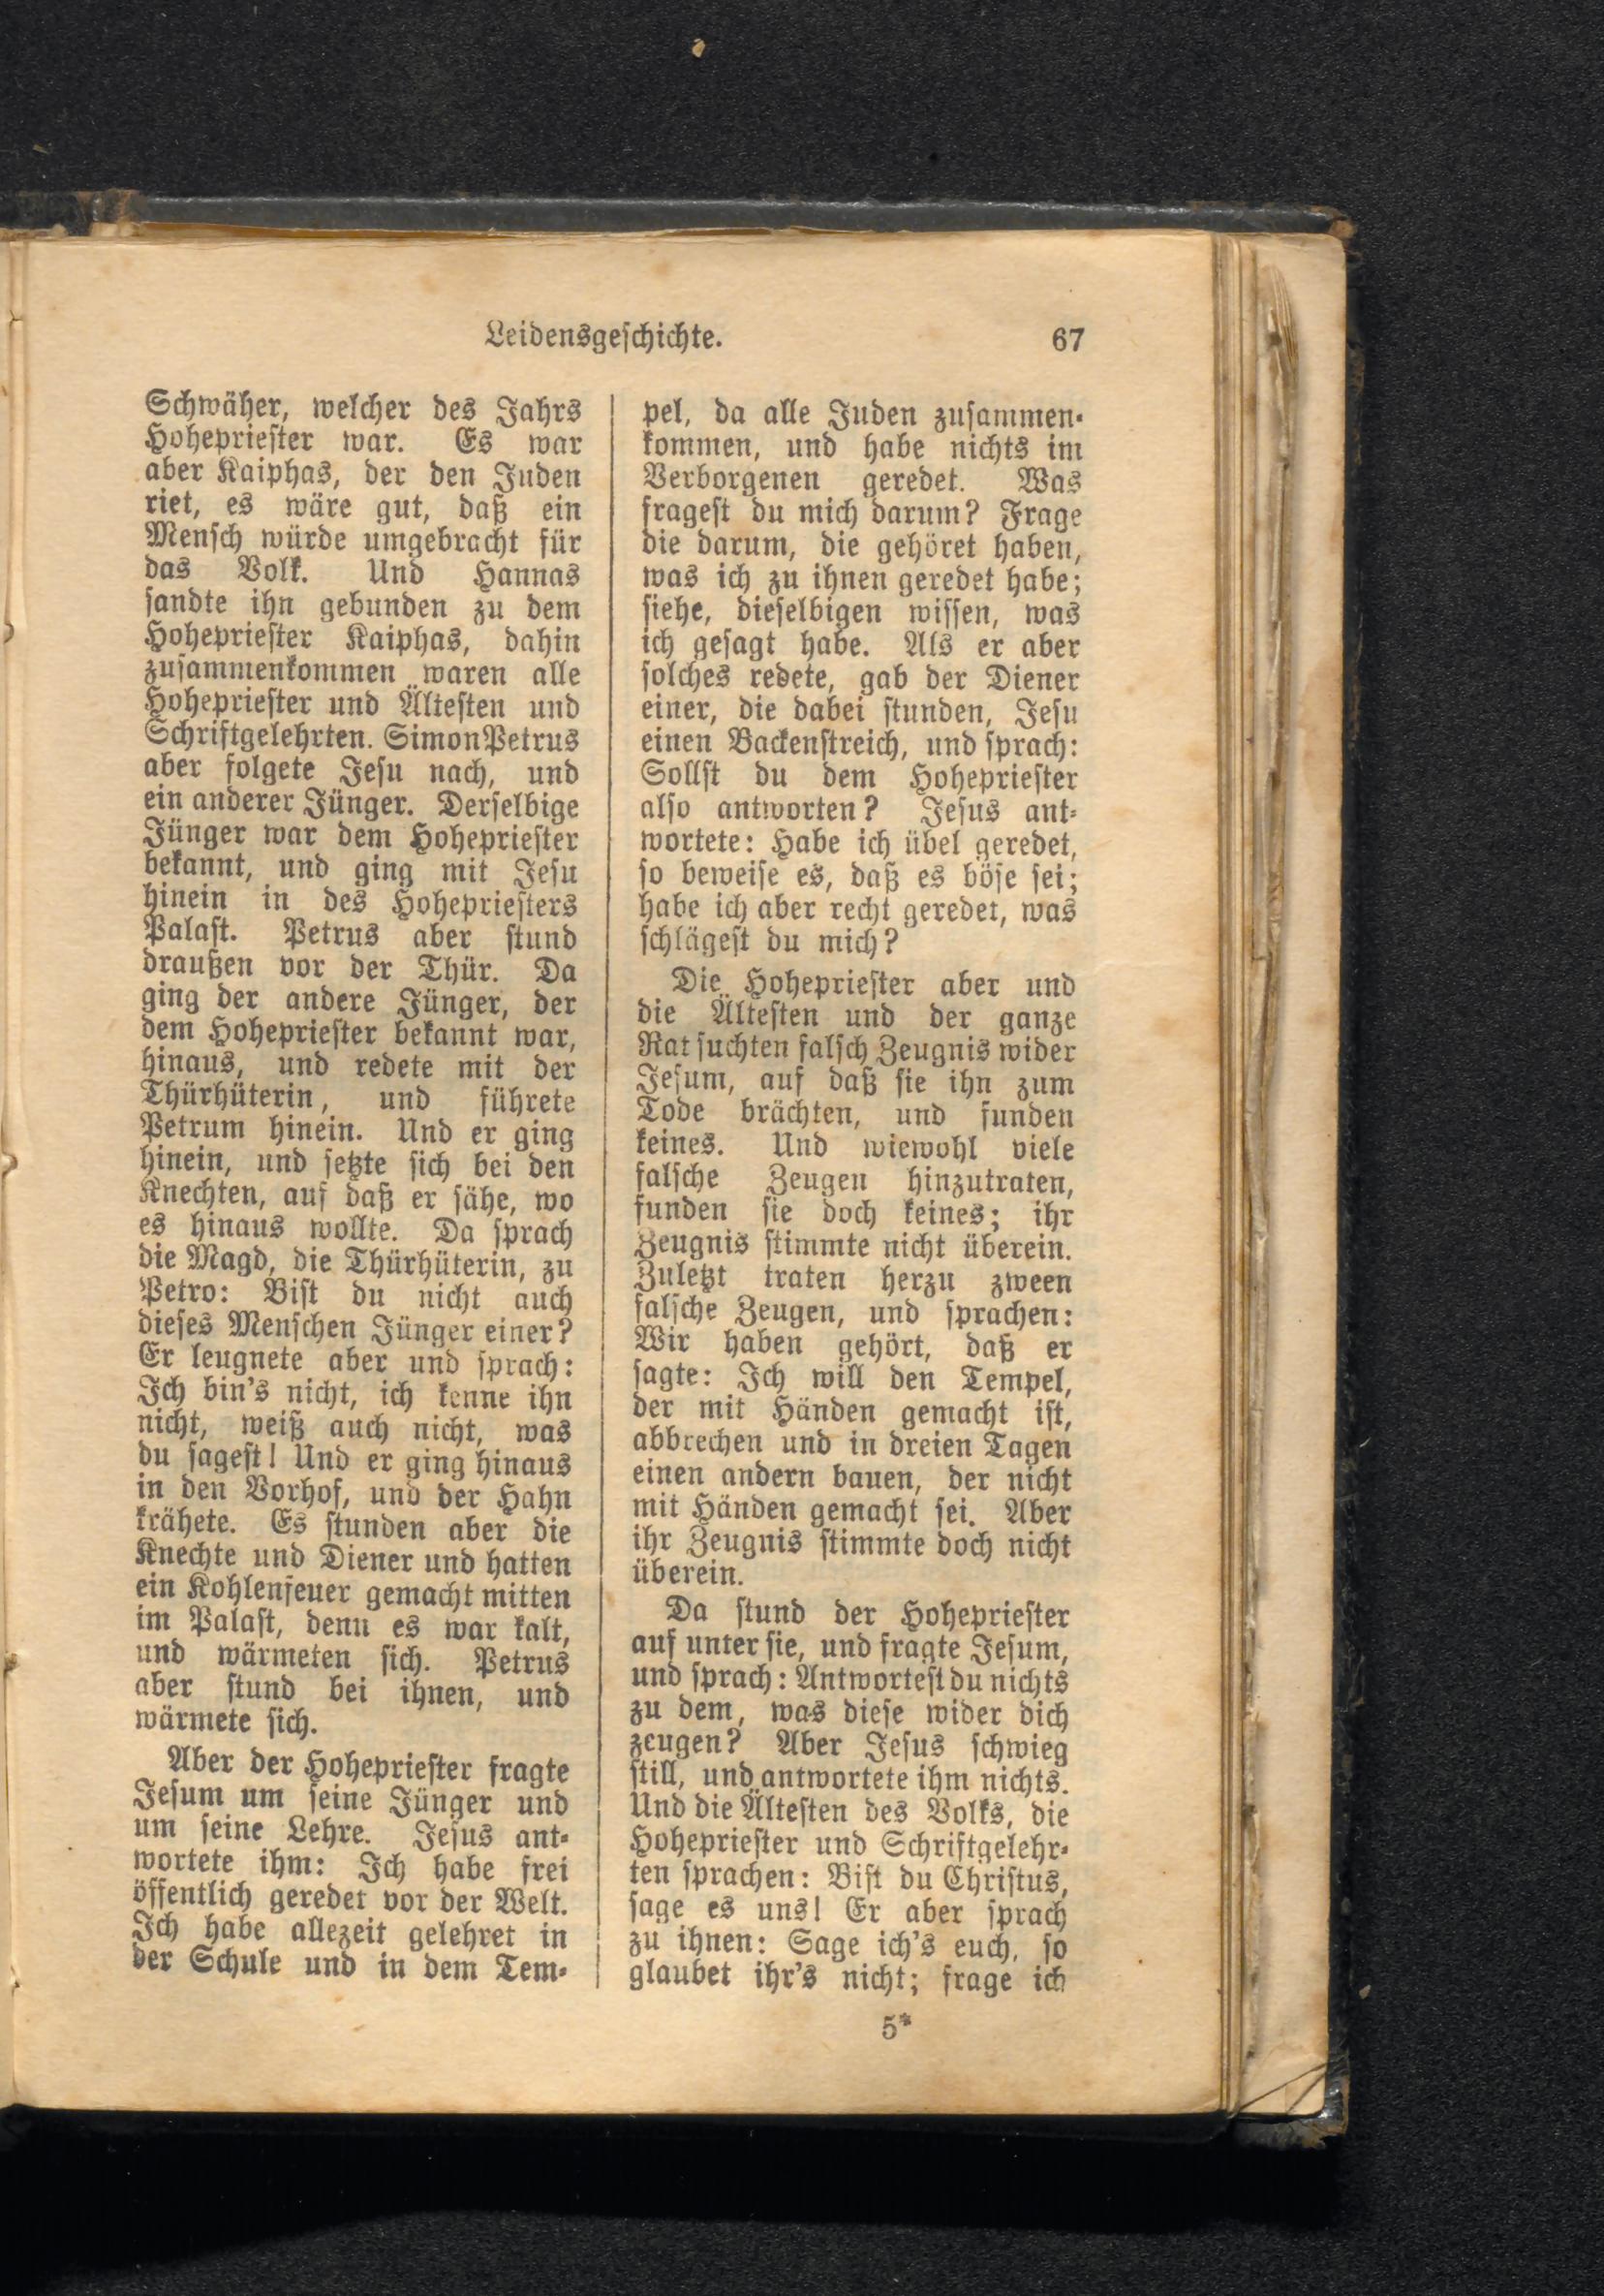 Leidensgeschichte. 67
Schwäher, welcher des Jahrs
Hohepriester war. Es war
aber Kaiphas, der den Juden
riet, es wäre gut, daß ein
Mensch würde umgebracht für
das Volk. Und Hannas
sandte ihn gebunden zu dem
Hohepriester Kaiphas, dahin
zusammenkommen waren alle
Hohepriester und Ältesten und
Schriftgelehrten. Simon Petrus
aber folgete Jesu nach, und
ein anderer Jünger. Derselbige
Jünger war dem Hohepriester
bekannt, und ging mit Jesu
hinein in des Hohepriesters
Palast. Petrus aber stund
draußen vor der Thür. Da
ging der andere Jünger, der
dem Hohepriester bekannt war,
hinaus, und redete mit der
Thürhüterin, und führete
Petrum hinein. Und er ging
hinein, und setzte sich bei den
Knechten, auf daß er sähe, wo
es hinaus wollte. Da sprach
die Magd, die Thürhüterin, zu
Petro: Bist du nicht auch
dieses Menschen Jünger einer?
Er leugnete aber und sprach:
Ich bin's nicht, ich kenne ihn
nicht, weiß auch nicht, was
du sagest! Und er ging hinaus
in den Vorhof, und der Hahn
krähete. Es stunden aber die
Knechte und Diener und hatten
ein Kohlenfeuer gemacht mitten
im Palast, denn es war kalt,
und wärmeten sich. Petrus
aber stund bei ihnen, und
wärmete sich.
Aber der Hohepriester fragte
Jesum um seine Jünger und
um seine Lehre. Jesus ant-
wortete ihm: Ich habe frei
öffentlich geredet vor der Welt.
Ich habe allezeit gelehret in
der Schule und in dem Tem-
pel, da alle Juden zusammen-
kommen, und habe nichts im
Verborgenen geredet. Was
fragest du mich darum? Frage
die darum, die gehöret haben,
was ich zu ihnen geredet habe;
siehe, dieselbigen wissen, was
ich gesagt habe. Als er aber
solches redete, gab der Diener
einer, die dabei stunden, Jesu
einen Backenstreich, und sprach:
Sollst du dem Hohepriester
also antworten? Jesus ant-
wortete: Habe ich übel geredet,
so beweise es, daß es böse sei;
habe ich aber recht geredet, was
schlägest du mich?
Die Hohepriester aber und
die Ältesten und der ganze
Rat suchten falsch Zeugnis wider
Jesum, auf daß sie ihn zum
Tode brächten, und funden
keines. Und wiewohl viele
falsche Zeugen hinzutraten,
funden sie doch keines; ihr
Zeugnis stimmte nicht überein.
Zuletzt traten herzu zween
falsche Zeugen, und sprachen:
Wir haben gehört, daß er
sagte: Ich will den Tempel,
der mit Händen gemacht ist,
abbrechen und in dreien Tagen
einen andern bauen, der nicht
mit Händen gemacht sei. Aber
ihr Zeugnis stimmte doch nicht
überein.
Da stund der Hohepriester
auf unter sie, und fragte Jesum,
und sprach: Antwortest du nichts
zu dem, was diese wider dich
zeugen? Aber Jesus schwieg
still, und antwortete ihm nichts.
Und die Ältesten des Volks, die
Hohepriester und Schriftgelehr-
ten sprachen: Bist du Christus,
sage es uns! Er aber sprach
zu ihnen: Sage ich's euch, so
glaubet ihr's nicht; frage ich
5*